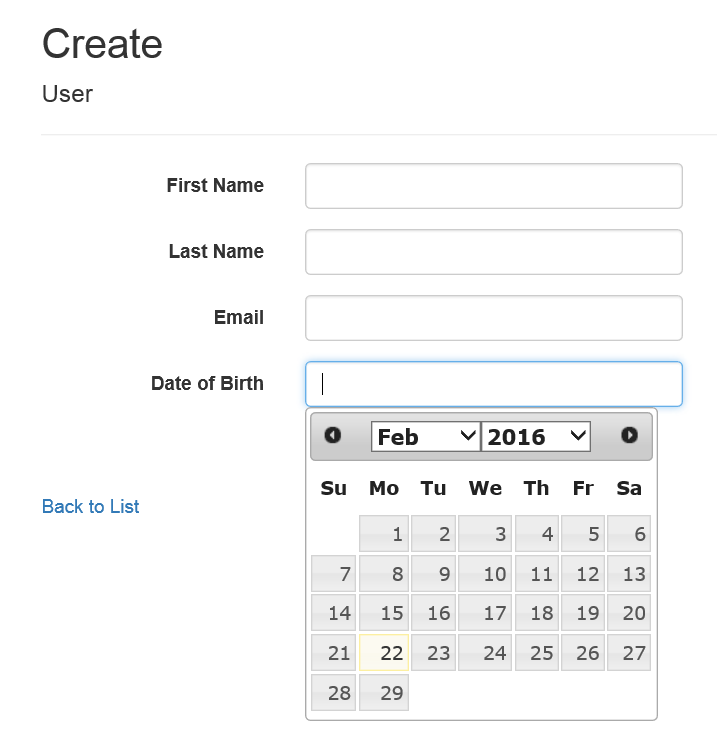 Create
User
First Name
Last Name
Email
Date of Birth
Feb 2016
Su Mo Tu We Th Fr Sa
1 2 3 4 5 6
7 8 9 10 11 12 13
14 15 16 17 18 19 20
21 22 23 24 25 26 27
28 29
Back to List